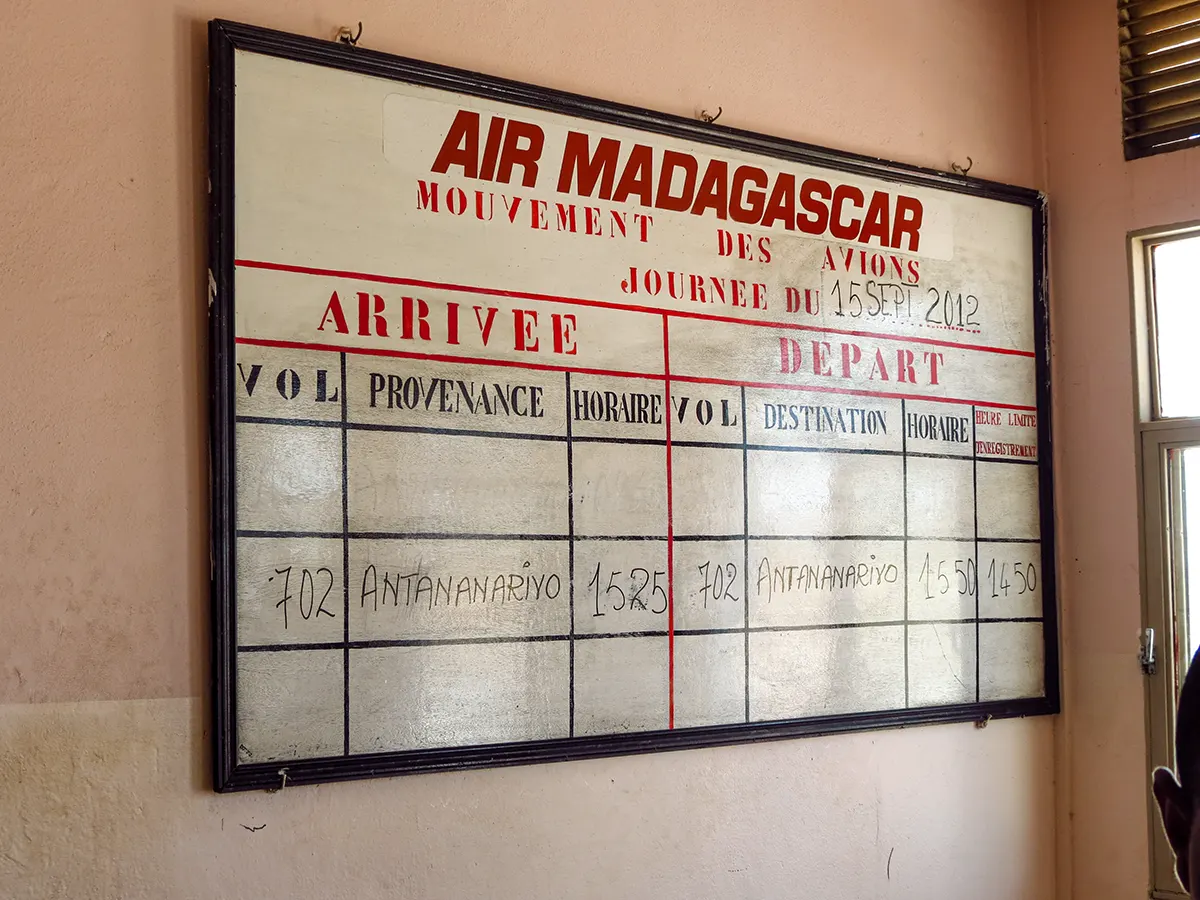 AIR MADAGASCAR
MOUVEMENT DES AVIONS
JOURNEE DU 15 SEPT 2012
ARRIVEE DEPART
VOL PROVENANCE HORAIRE VOL DESTINATION HORAIRE HEURE LIMITE
D'ENREGISTREMENT
702 ANTANANARIVO 1525 702 ANTANANARIVO 1550 1450